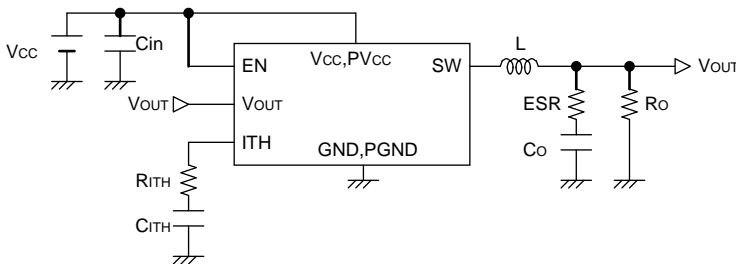 VCC
Cin
EN
VCC,PVCC
SW
L
VOUT
VOUT
VOUT
ESR
RO
ITH
GND,PGND
CO
RITH
CITH